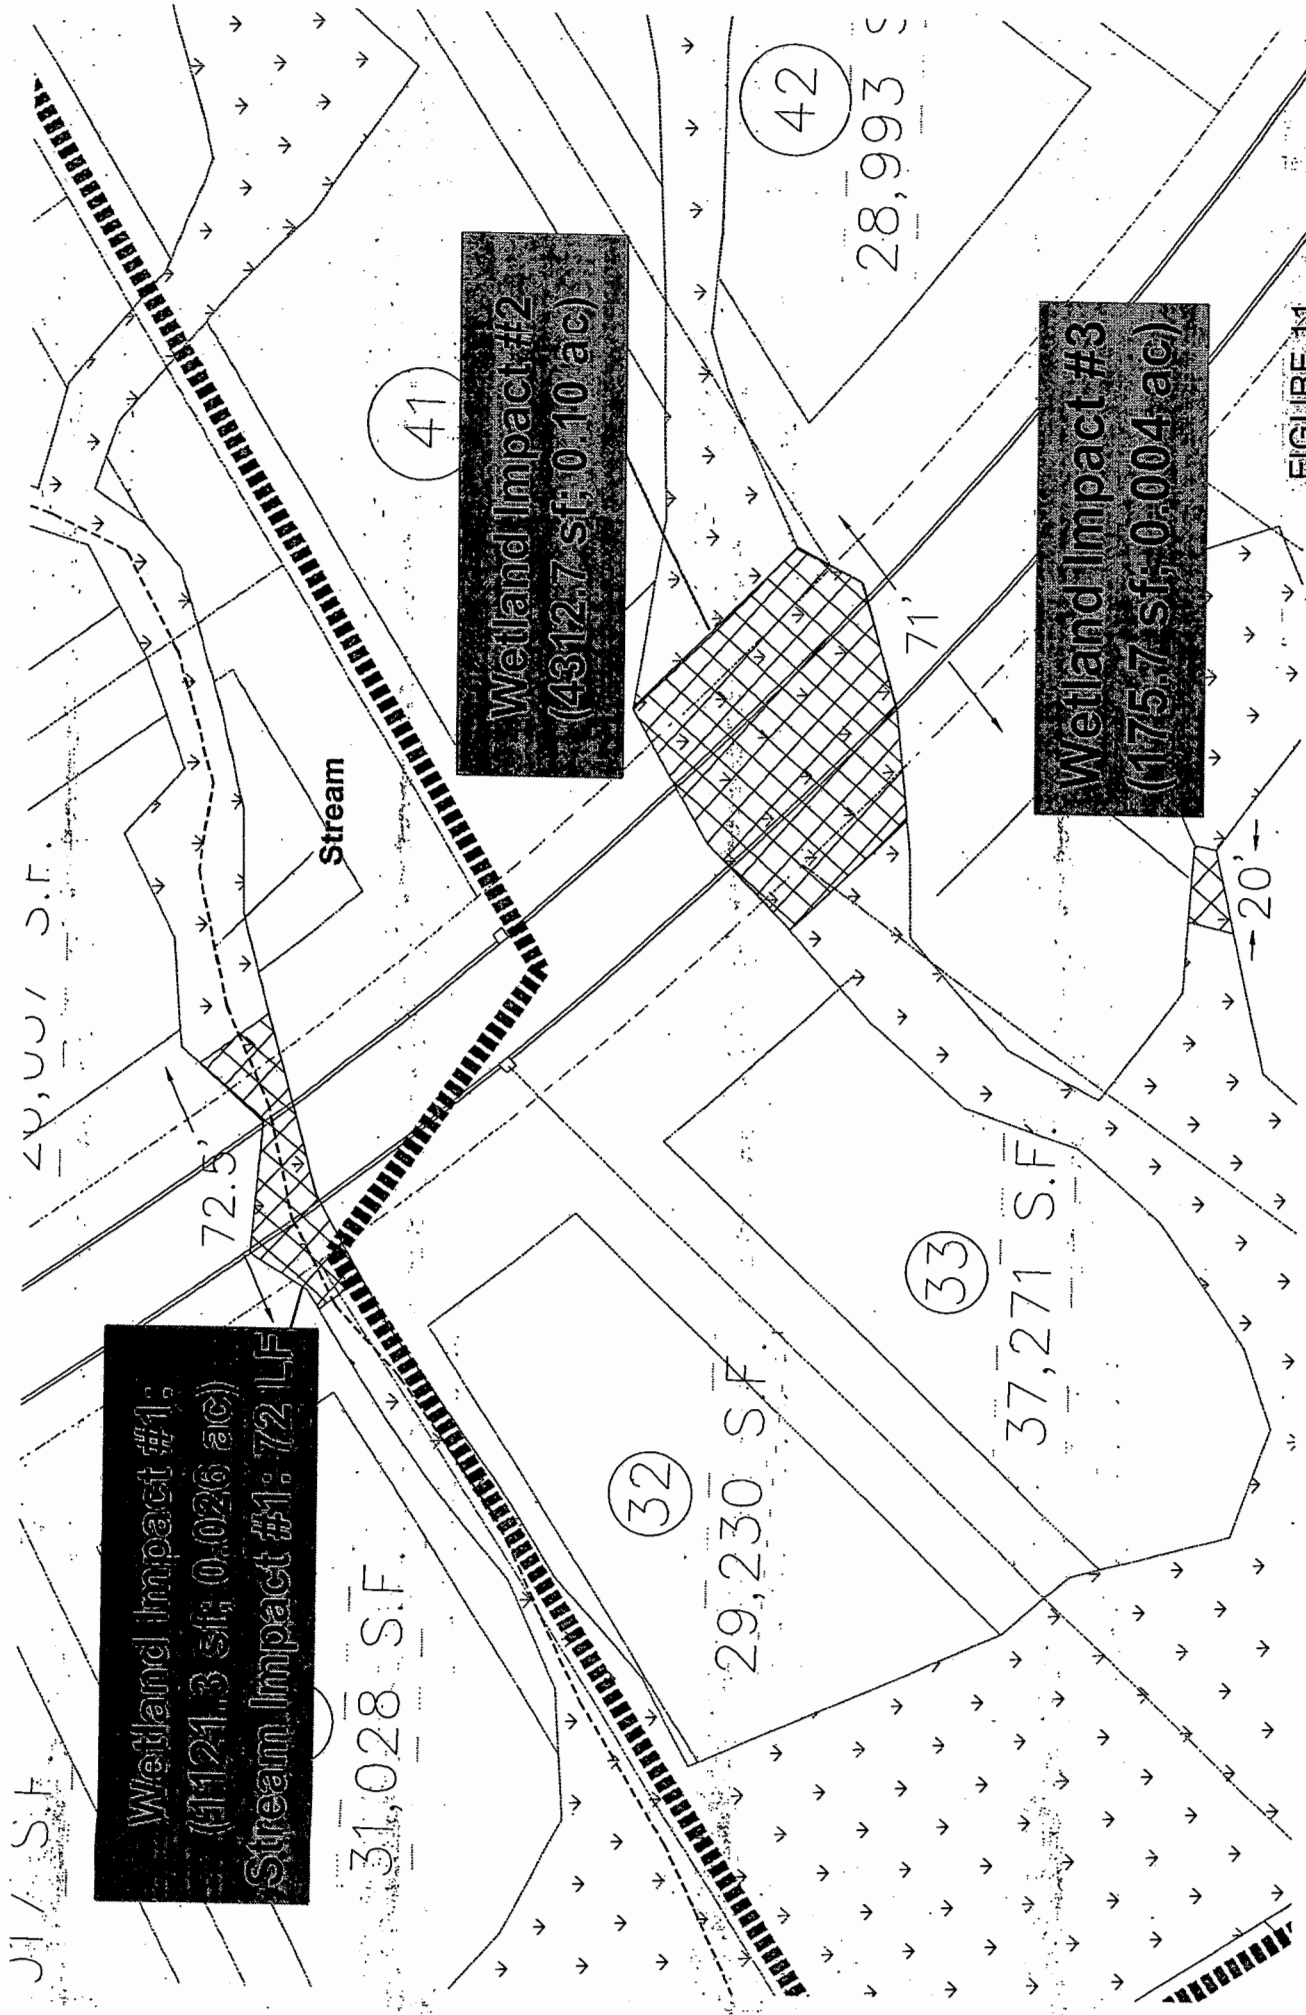 Wetland Impact #1:
(1121.3 sf; 0.026 ac)
Stream Impact #1: 72 LF
72.5'
Stream
31,028 S.F.
41
Wetland Impact #2
(4312.7 sf; 0.10 ac)
32
29,230 S.F.
42
28,993 S
71'
33
37,271 S.F.
Wetland Impact #3
(175.7 sf; 0.004 ac)
20'